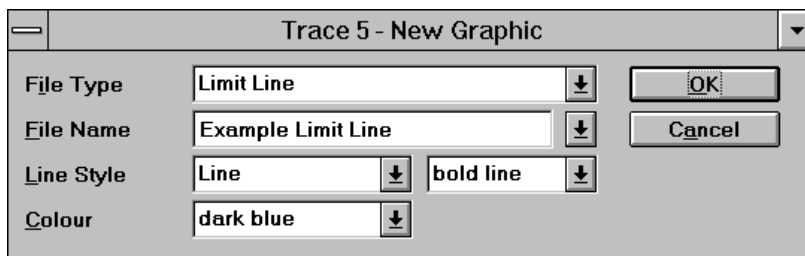 Trace 5 - New Graphic
File Type Limit Line OK
File Name Example Limit Line Cancel
Line Style Line bold line
Colour dark blue